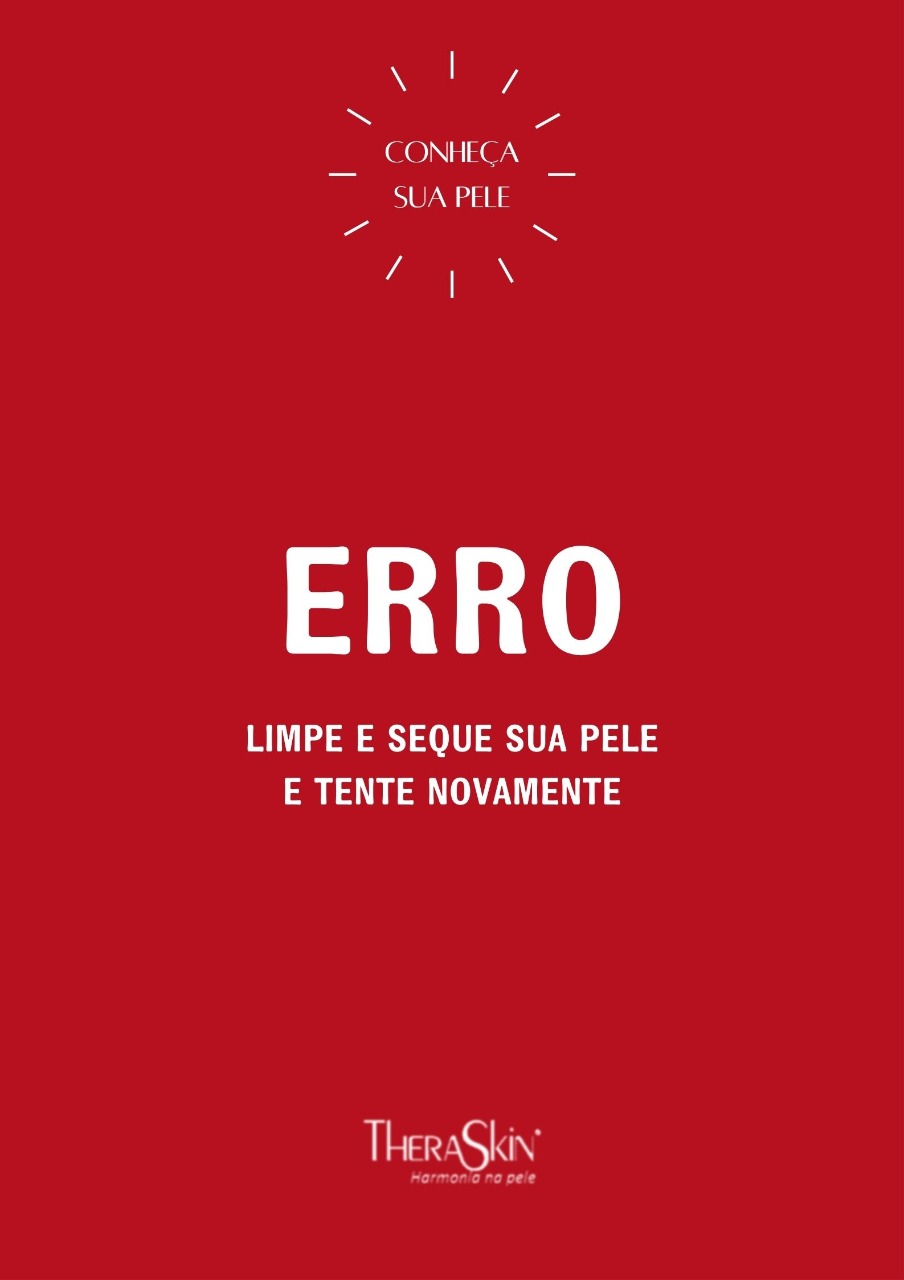 CONHEÇA
SUA PELE
ERRO
LIMPE E SEQUE SUA PELE
E TENTE NOVAMENTE
THERASKIN®
Harmonia na pele